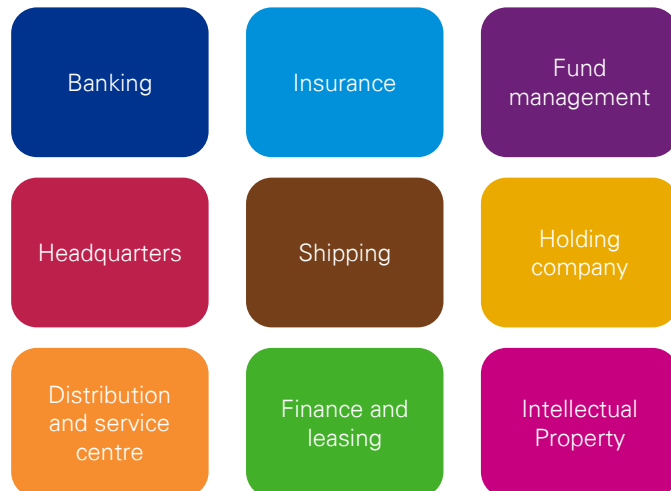 Banking
Insurance
Fund
management
Headquarters
Shipping
Holding
company
Distribution
and service
centre
Finance and
leasing
Intellectual
Property